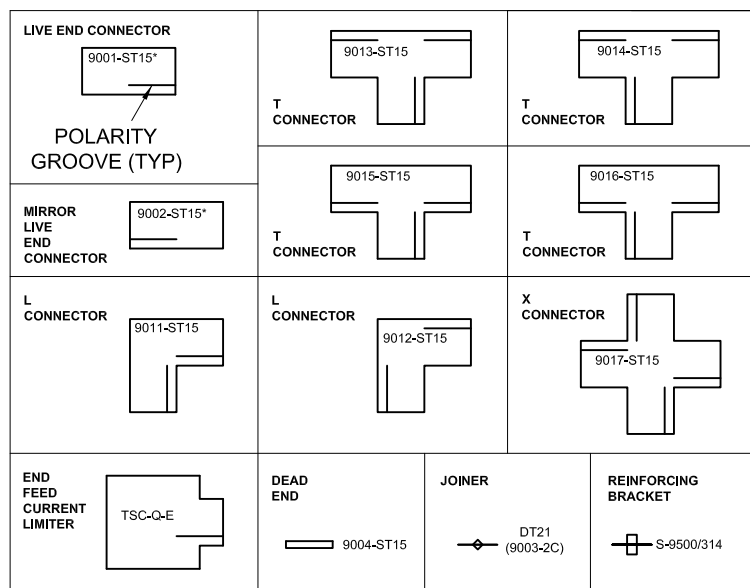 LIVE END CONNECTOR
9001-ST15*
POLARITY
GROOVE (TYP)
9013-ST15
T
CONNECTOR
9014-ST15
T
CONNECTOR
MIRROR
LIVE
END
CONNECTOR
9002-ST15*
9015-ST15
T
CONNECTOR
9016-ST15
T
CONNECTOR
L
CONNECTOR
9011-ST15
L
CONNECTOR
9012-ST15
X
CONNECTOR
9017-ST15
END
FEED
CURRENT
LIMITER
TSC-Q-E
DEAD
END
9004-ST15
JOINER
DT21
(9003-2C)
REINFORCING
BRACKET
S-9500/314